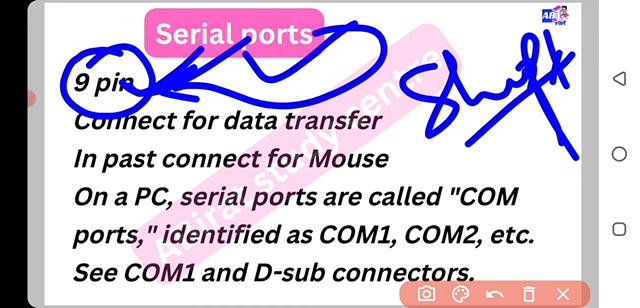 Serial ports
9 pin
Connect for data transfer
In past connect for Mouse
On a PC, serial ports are called "COM
ports," identified as COM1, COM2, etc.
See COM1 and D-sub connectors.